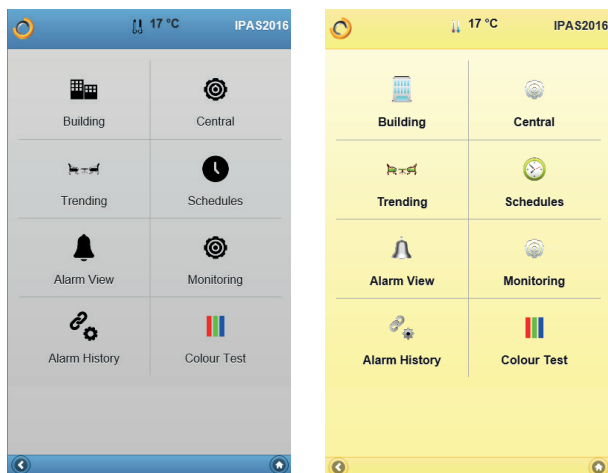 17 °C IPAS2016
Building Central
Trending Schedules
Alarm View Monitoring
Alarm History Colour Test
17 °C IPAS2016
Building Central
Trending Schedules
Alarm View Monitoring
Alarm History Colour Test